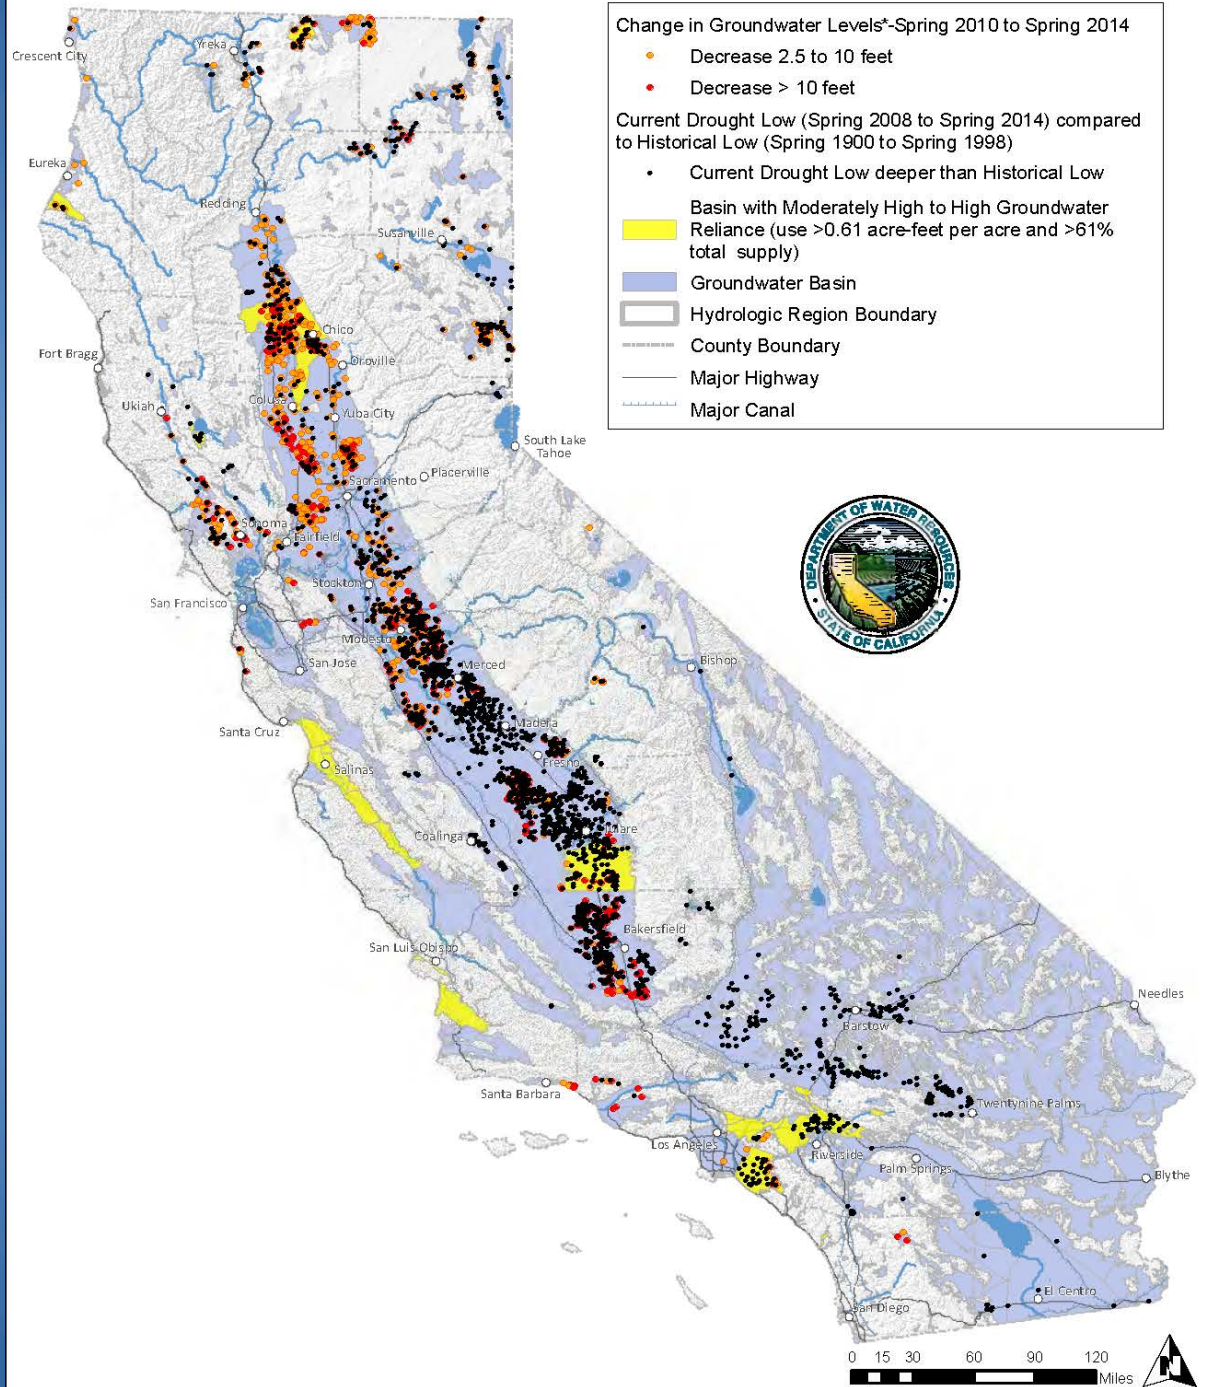 Change in Groundwater Levels*-Spring 2010 to Spring 2014
Decrease 2.5 to 10 feet
Decrease > 10 feet
Current Drought Low (Spring 2008 to Spring 2014) compared
to Historical Low (Spring 1900 to Spring 1998)
Current Drought Low deeper than Historical Low
Basin with Moderately High to High Groundwater
Reliance (use >0.61 acre-feet per acre and >61%
total supply)
Groundwater Basin
Hydrologic Region Boundary
County Boundary
Major Highway
Major Canal
Crescent City
Yreka
Eureka
Redding
Susanville
Chico
Fort Bragg
Oroville
Colusa
Ukiah
Yuba City
South Lake
Tahoe
Placerville
Sacramento
Sonoma
Fairfield
DEPARTMENT OF WATER RESOURCES
STATE OF CALIFORNIA
Stockton
San Francisco
Modesto
San Jose
Merced
Bishop
Santa Cruz
Madera
Salinas
Fresno
Coalinga
Tulare
San Luis Obispo
Bakersfield
Needles
Barstow
Santa Barbara
Twentynine Palms
Los Angeles
Riverside
Palm Springs
Blythe
El Centro
San Diego
0 15 30 60 90 120
Miles
N